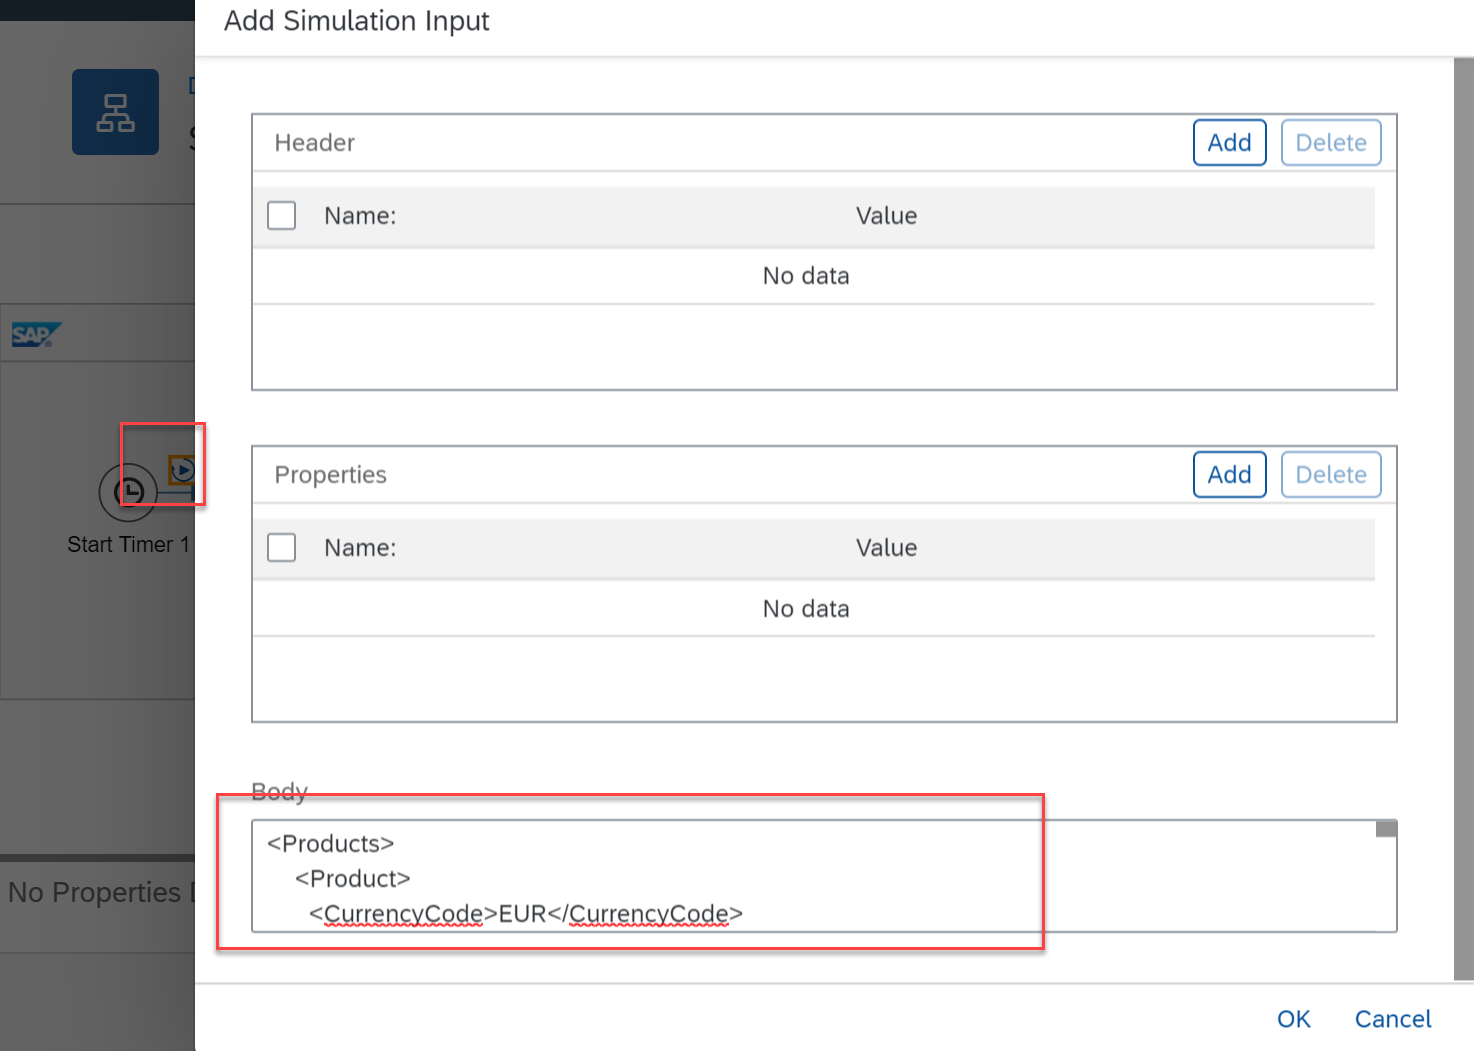 Add Simulation Input
Header
Add
Delete
Name:
Value
No data
SAP
Properties
Add
Delete
Name:
Value
Start Timer 1
No data
Body
<Products>
<Product>
<CurrencyCode>EUR</CurrencyCode>
No Properties
OK
Cancel